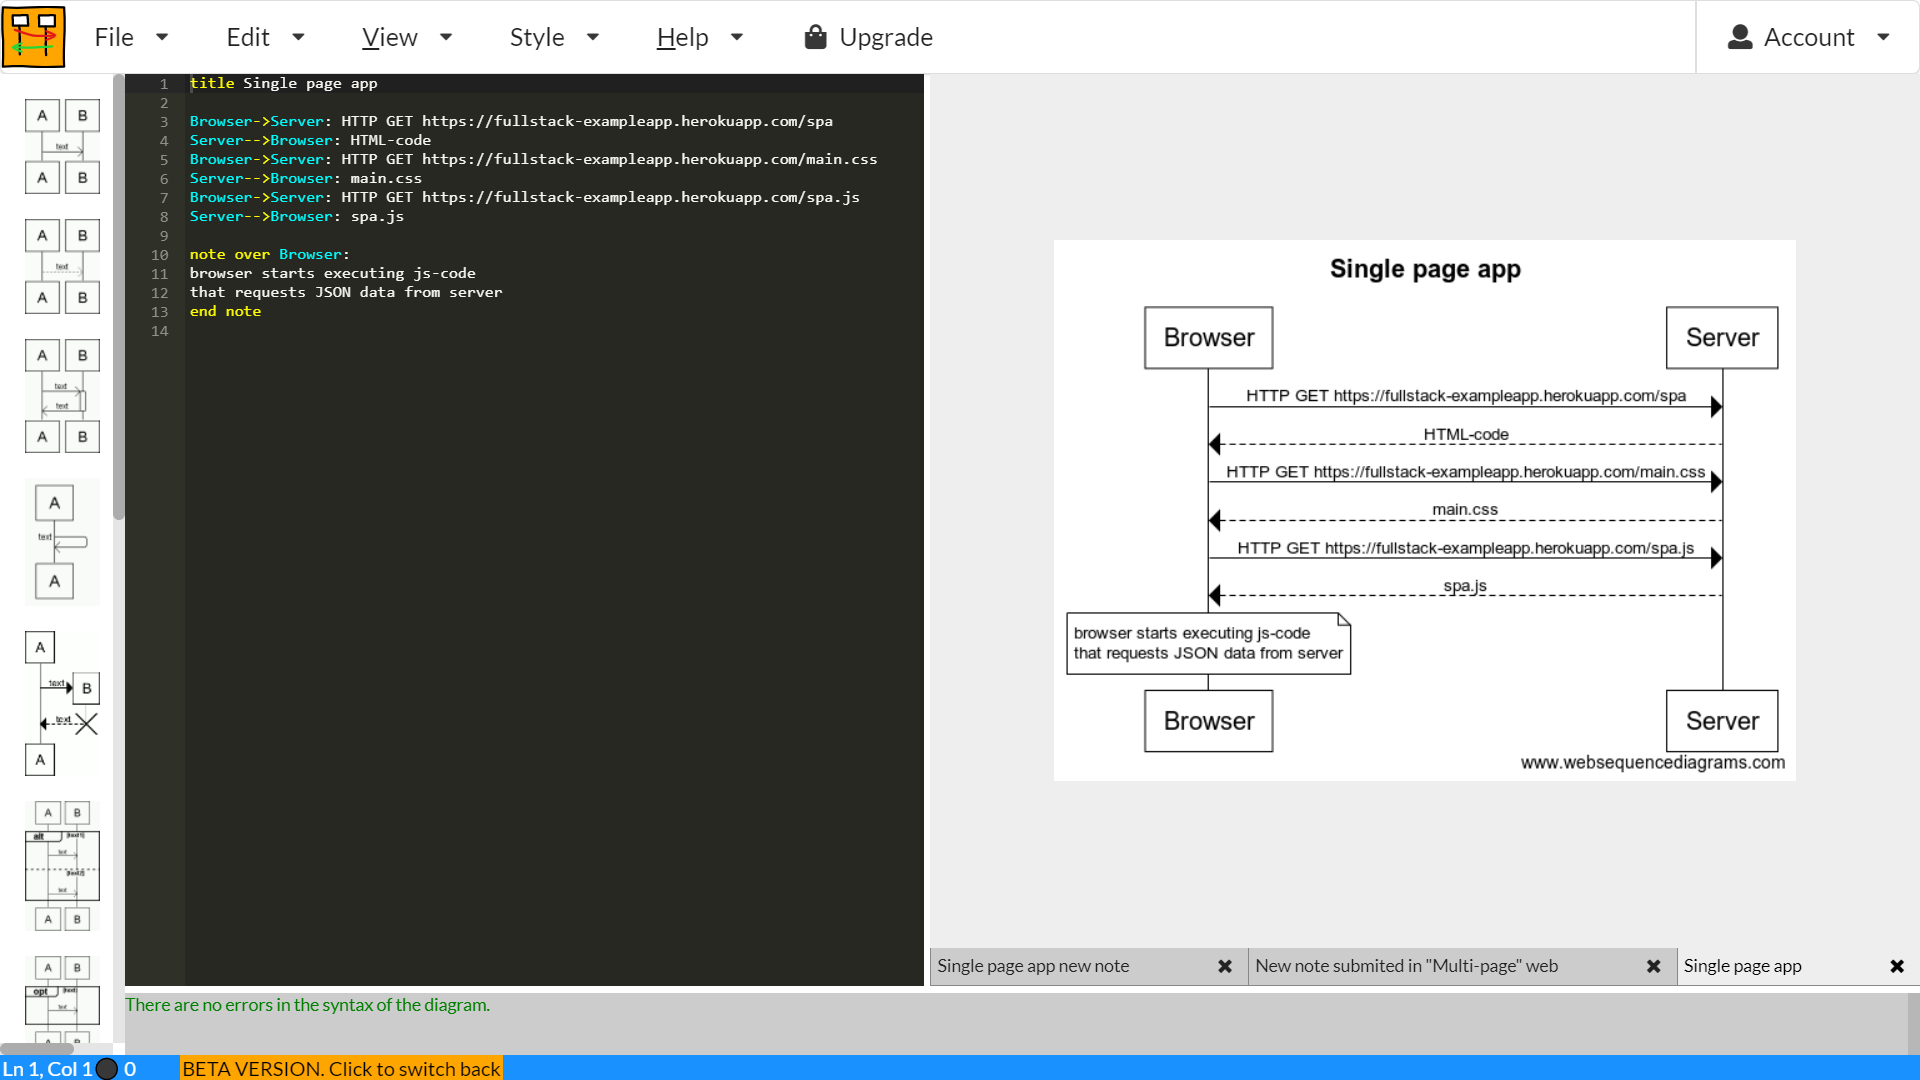 File Edit View Style Help Upgrade Account
A B
text
A B
A B
text
A B
A B
text
text
A B
A
text
A
A
text B
text
A
A B
alt [text1]
text
[text2]
text
A B
A B
opt [text]
text
A B
1 title Single page app
2
3 Browser->Server: HTTP GET https://fullstack-exampleapp.herokuapp.com/spa
4 Server-->Browser: HTML-code
5 Browser->Server: HTTP GET https://fullstack-exampleapp.herokuapp.com/main.css
6 Server-->Browser: main.css
7 Browser->Server: HTTP GET https://fullstack-exampleapp.herokuapp.com/spa.js
8 Server-->Browser: spa.js
9
10 note over Browser:
11 browser starts executing js-code
12 that requests JSON data from server
13 end note
14
Single page app
Browser Server
HTTP GET https://fullstack-exampleapp.herokuapp.com/spa
HTML-code
HTTP GET https://fullstack-exampleapp.herokuapp.com/main.css
main.css
HTTP GET https://fullstack-exampleapp.herokuapp.com/spa.js
spa.js
browser starts executing js-code
that requests JSON data from server
Browser Server
www.websequencediagrams.com
Single page app new note New note submited in "Multi-page" web Single page app
There are no errors in the syntax of the diagram.
Ln 1, Col 1 0 BETA VERSION. Click to switch back